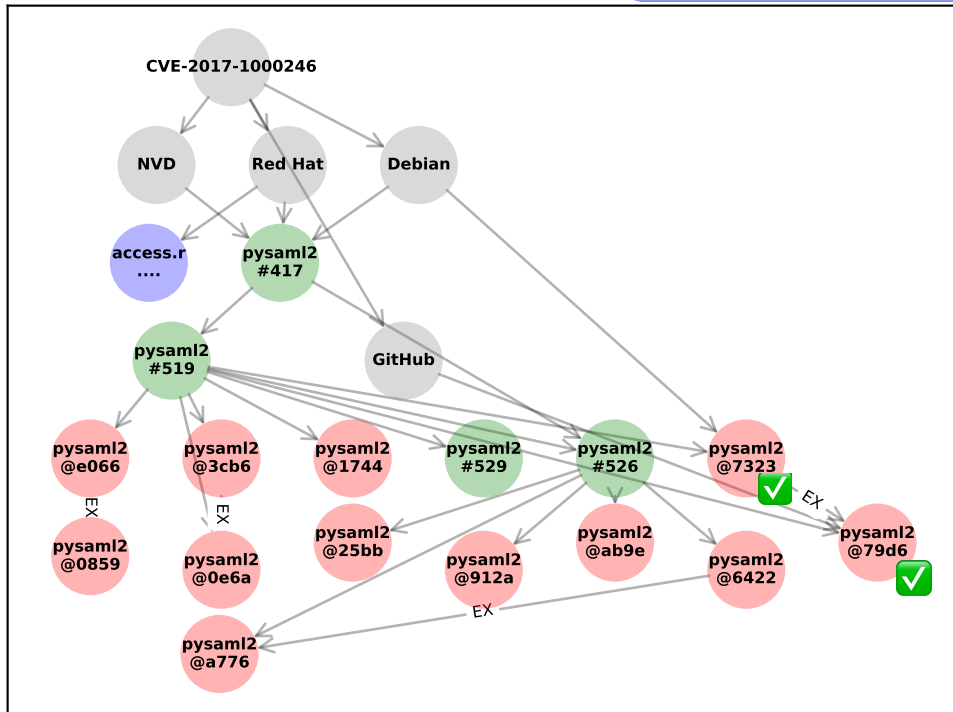 CVE-2017-1000246
NVD
Red Hat
Debian
access.r
....
pysaml2
#417
pysaml2
#519
GitHub
pysaml2
@e066
pysaml2
@3cb6
pysaml2
@1744
pysaml2
#529
pysaml2
#526
pysaml2
@7323
EX
EX
EX
pysaml2
@0859
pysaml2
@0e6a
pysaml2
@25bb
pysaml2
@912a
pysaml2
@ab9e
pysaml2
@6422
pysaml2
@79d6
EX
pysaml2
@a776